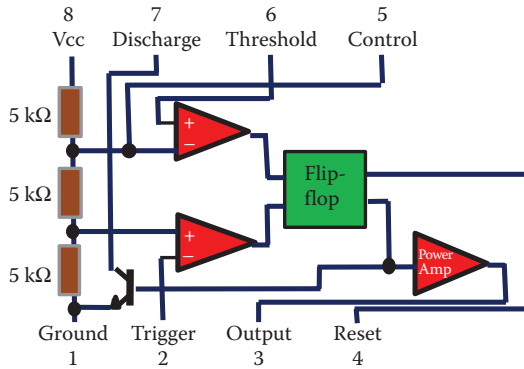 8 7 6 5
Vcc Discharge Threshold Control
5 kΩ
+
−
Flip-
flop
5 kΩ
+
−
5 kΩ
Power
Amp
Ground Trigger Output Reset
1 2 3 4